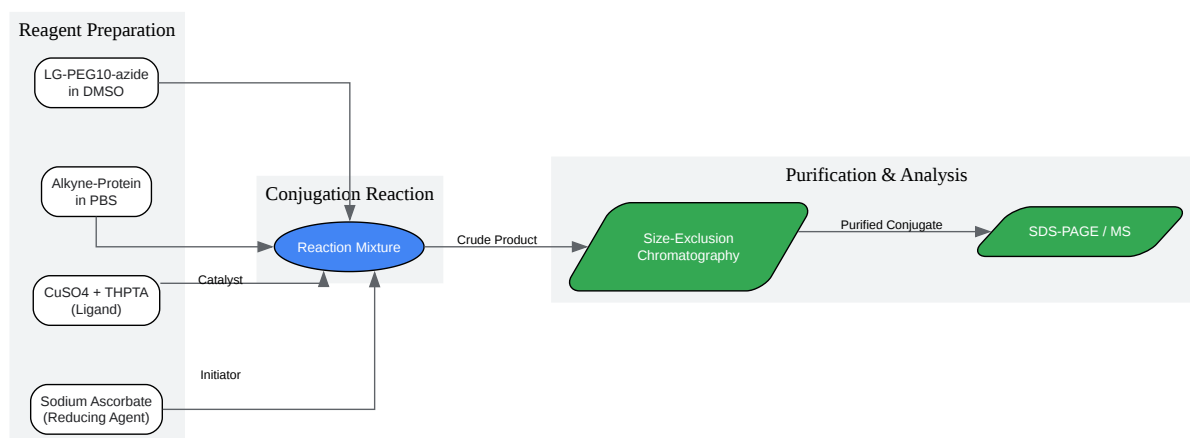 Reagent Preparation
LG-PEG10-azide
in DMSO
Alkyne-Protein
in PBS
CuSO4 + THPTA
(Ligand)
Sodium Ascorbate
(Reducing Agent)
Catalyst
Initiator
Conjugation Reaction
Reaction Mixture
Crude Product
Purification & Analysis
Size-Exclusion
Chromatography
Purified Conjugate
SDS-PAGE / MS